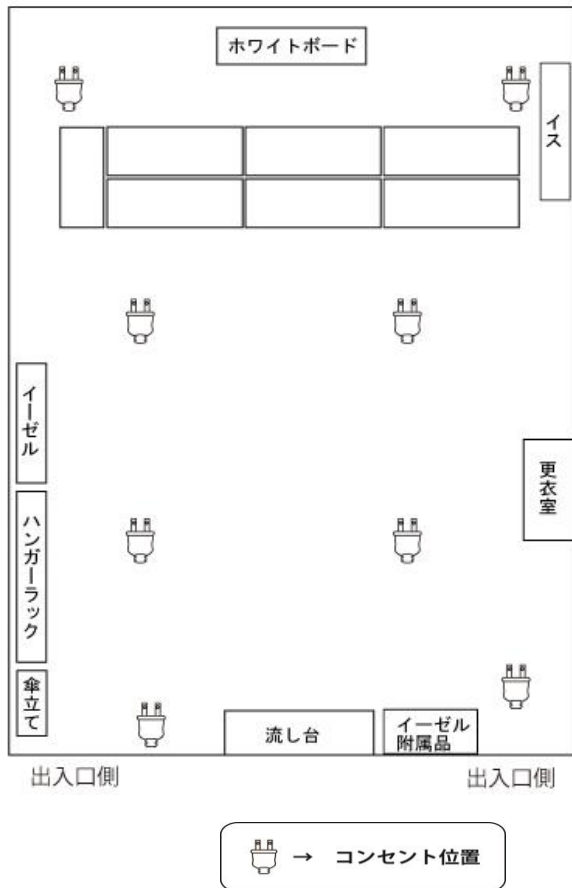 ホワイトボード
イス
イーゼル
更衣室
ハンガーラック
傘立て
流し台
イーゼル
附属品
出入口側
出入口側
→ コンセント位置